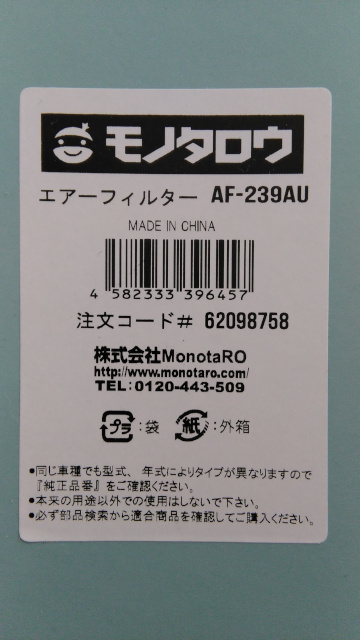 モノタロウ
エアーフィルター AF-239AU
MADE IN CHINA
4 582333 396457
注文コード# 62098758
株式会社MonotaRO
http://www.monotaro.com/
TEL:0120-443-509
プラ:袋 紙:外箱
●同じ車種でも型式、年式によりタイプが異なりますので
『純正品番』をご確認ください。
●本来の用途以外での使用はしないで下さい。
●必ず部品検索から適合商品を確認してご購入ください。